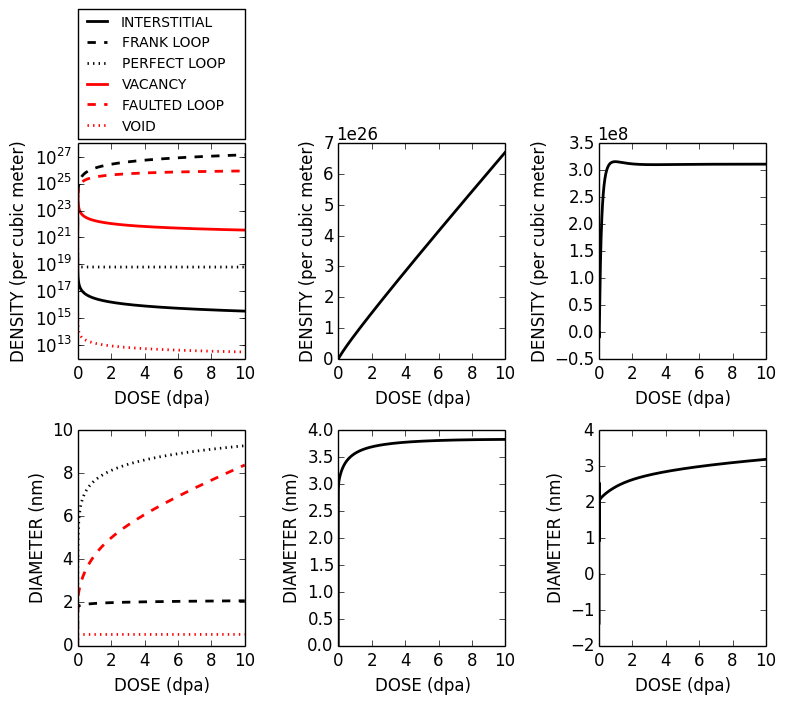 INTERSTITIAL
FRANK LOOP
PERFECT LOOP
VACANCY
FAULTED LOOP
VOID
DENSITY (per cubic meter)
10^27
10^25
10^23
10^21
10^19
10^17
10^15
10^13
0 2 4 6 8 10
DOSE (dpa)
1e26
DENSITY (per cubic meter)
7
6
5
4
3
2
1
0
0 2 4 6 8 10
DOSE (dpa)
1e8
DENSITY (per cubic meter)
3.5
3.0
2.5
2.0
1.5
1.0
0.5
0.0
−0.5
0 2 4 6 8 10
DOSE (dpa)
DIAMETER (nm)
10
8
6
4
2
0
0 2 4 6 8 10
DOSE (dpa)
DIAMETER (nm)
4.0
3.5
3.0
2.5
2.0
1.5
1.0
0.5
0.0
0 2 4 6 8 10
DOSE (dpa)
DIAMETER (nm)
4
3
2
1
0
−1
−2
0 2 4 6 8 10
DOSE (dpa)